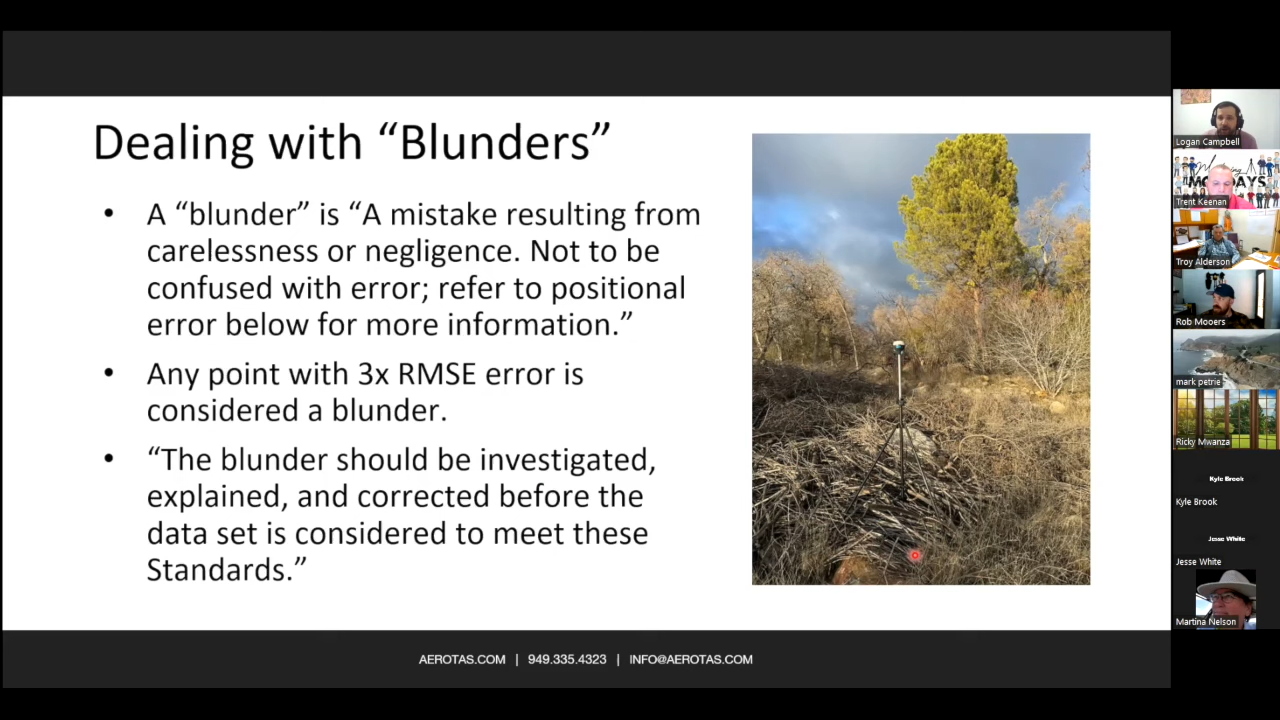 Dealing with “Blunders”
• A “blunder” is “A mistake resulting from
carelessness or negligence. Not to be
confused with error; refer to positional
error below for more information.”
• Any point with 3x RMSE error is
considered a blunder.
• “The blunder should be investigated,
explained, and corrected before the
data set is considered to meet these
Standards.”
AEROTAS.COM | 949.335.4323 | INFO@AEROTAS.COM
Logan Campbell
Trent Keenan
Troy Alderson
Rob Mooers
mark petrie
Ricky Mwanza
Kyle Brook
Kyle Brook
Jesse White
Jesse White
Martina Nelson